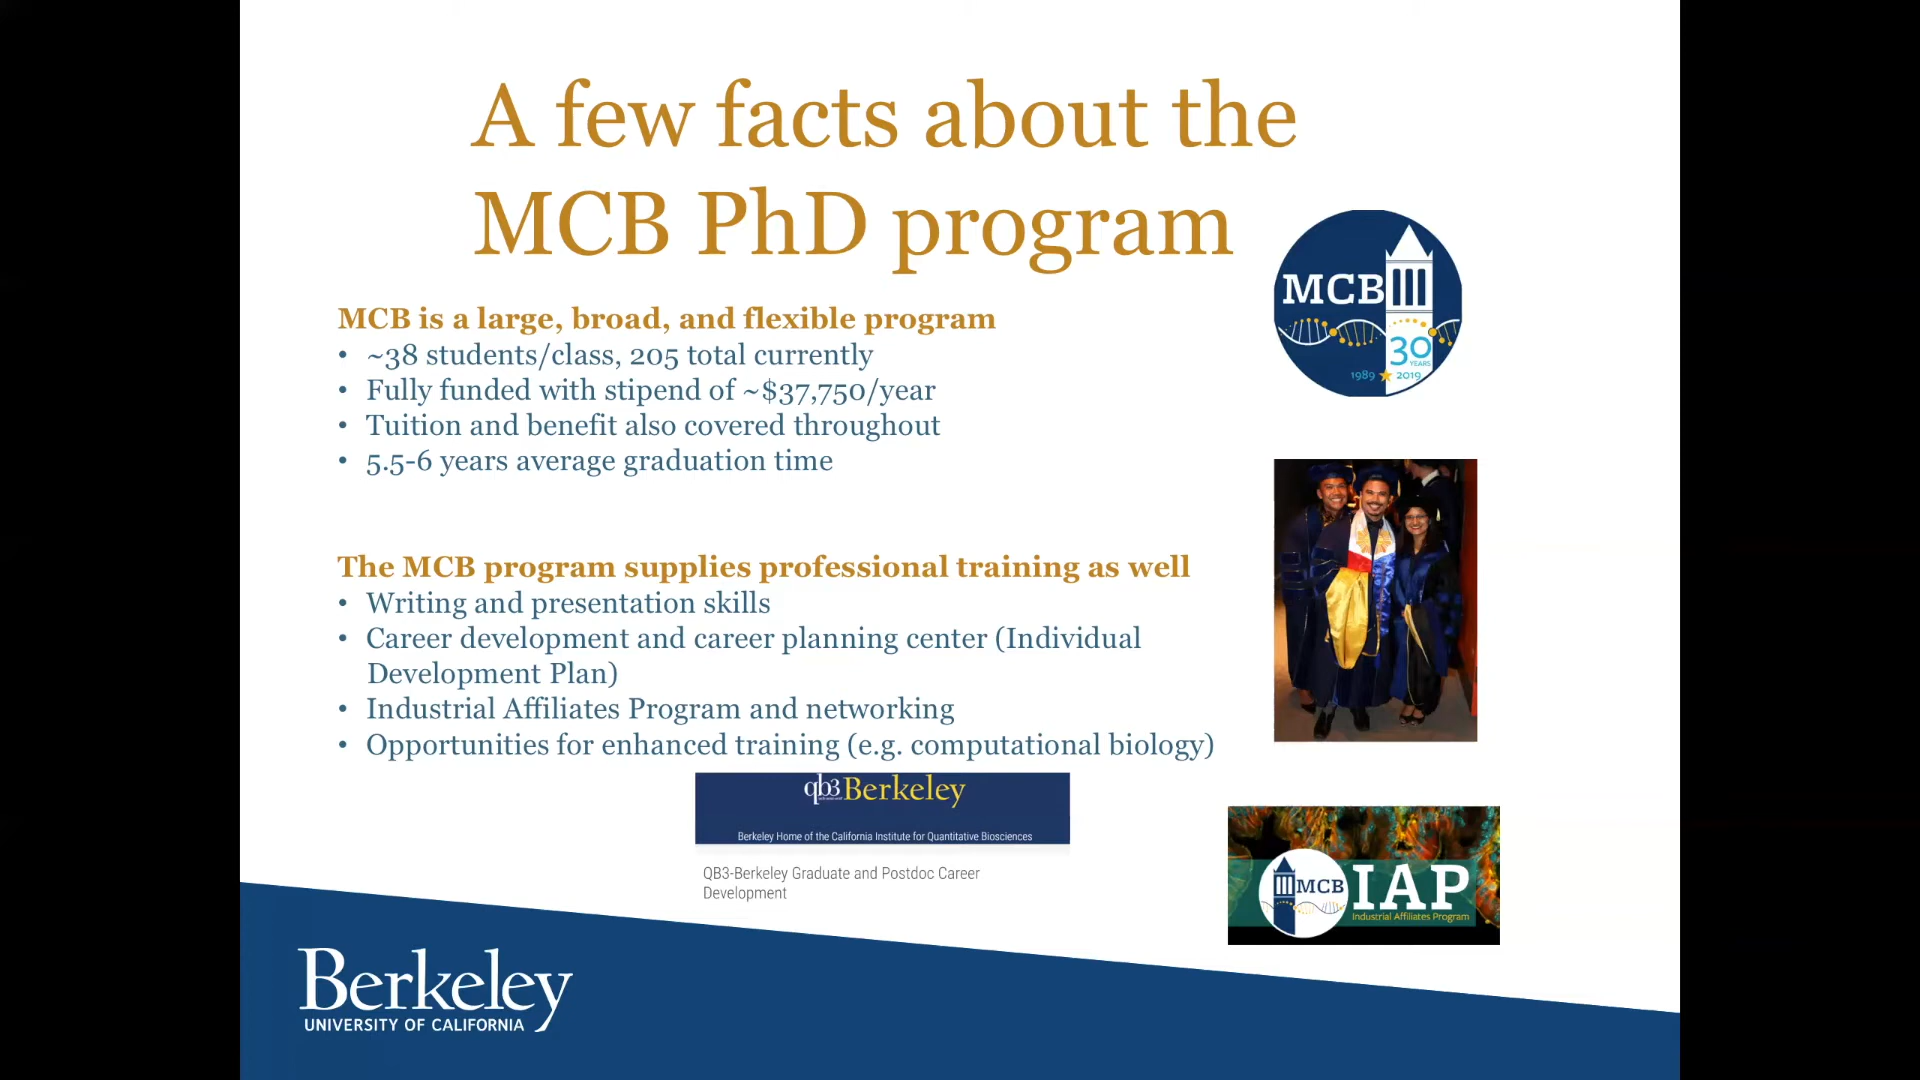 A few facts about the
MCB PhD program
MCB
30
YEARS
1989 2019
MCB is a large, broad, and flexible program
• ~38 students/class, 205 total currently
• Fully funded with stipend of ~$37,750/year
• Tuition and benefit also covered throughout
• 5.5-6 years average graduation time
The MCB program supplies professional training as well
• Writing and presentation skills
• Career development and career planning center (Individual
Development Plan)
• Industrial Affiliates Program and networking
• Opportunities for enhanced training (e.g. computational biology)
qb3 Berkeley
Berkeley Home of the California Institute for Quantitative Biosciences
QB3-Berkeley Graduate and Postdoc Career
Development
MCB IAP
Industrial Affiliates Program
Berkeley
UNIVERSITY OF CALIFORNIA